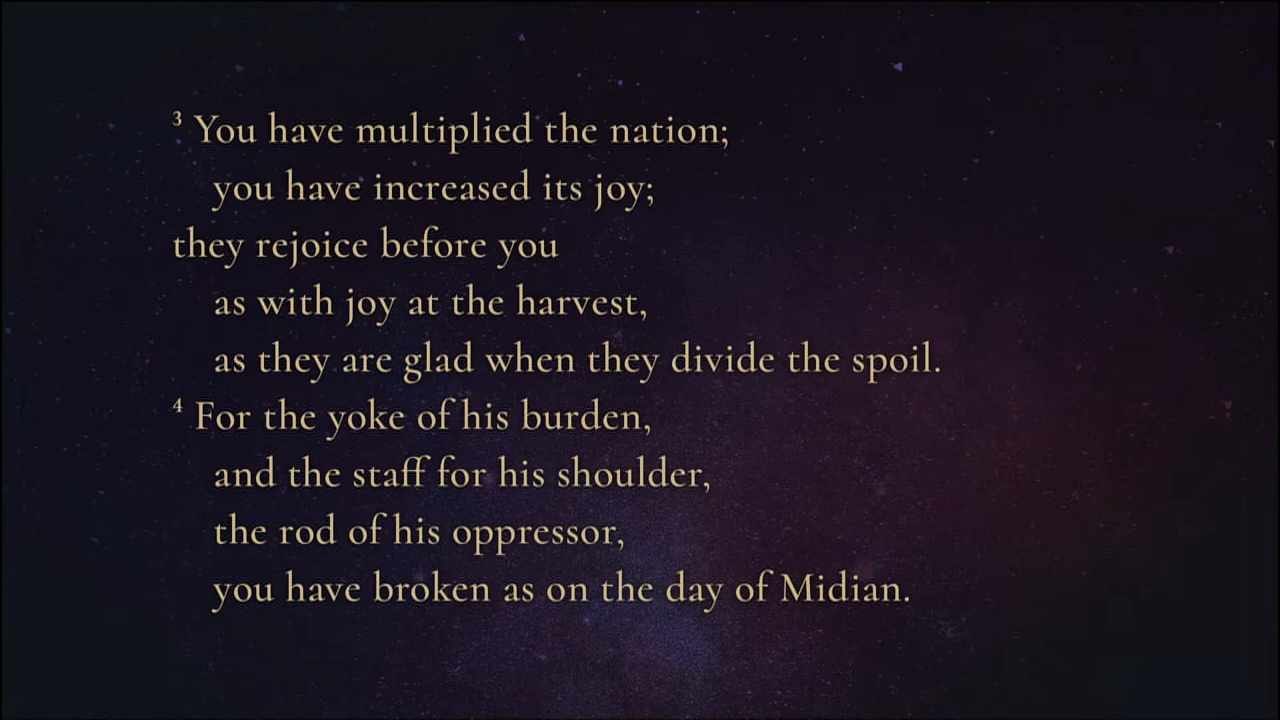 ³ You have multiplied the nation;
you have increased its joy;
they rejoice before you
as with joy at the harvest,
as they are glad when they divide the spoil.
⁴ For the yoke of his burden,
and the staff for his shoulder,
the rod of his oppressor,
you have broken as on the day of Midian.